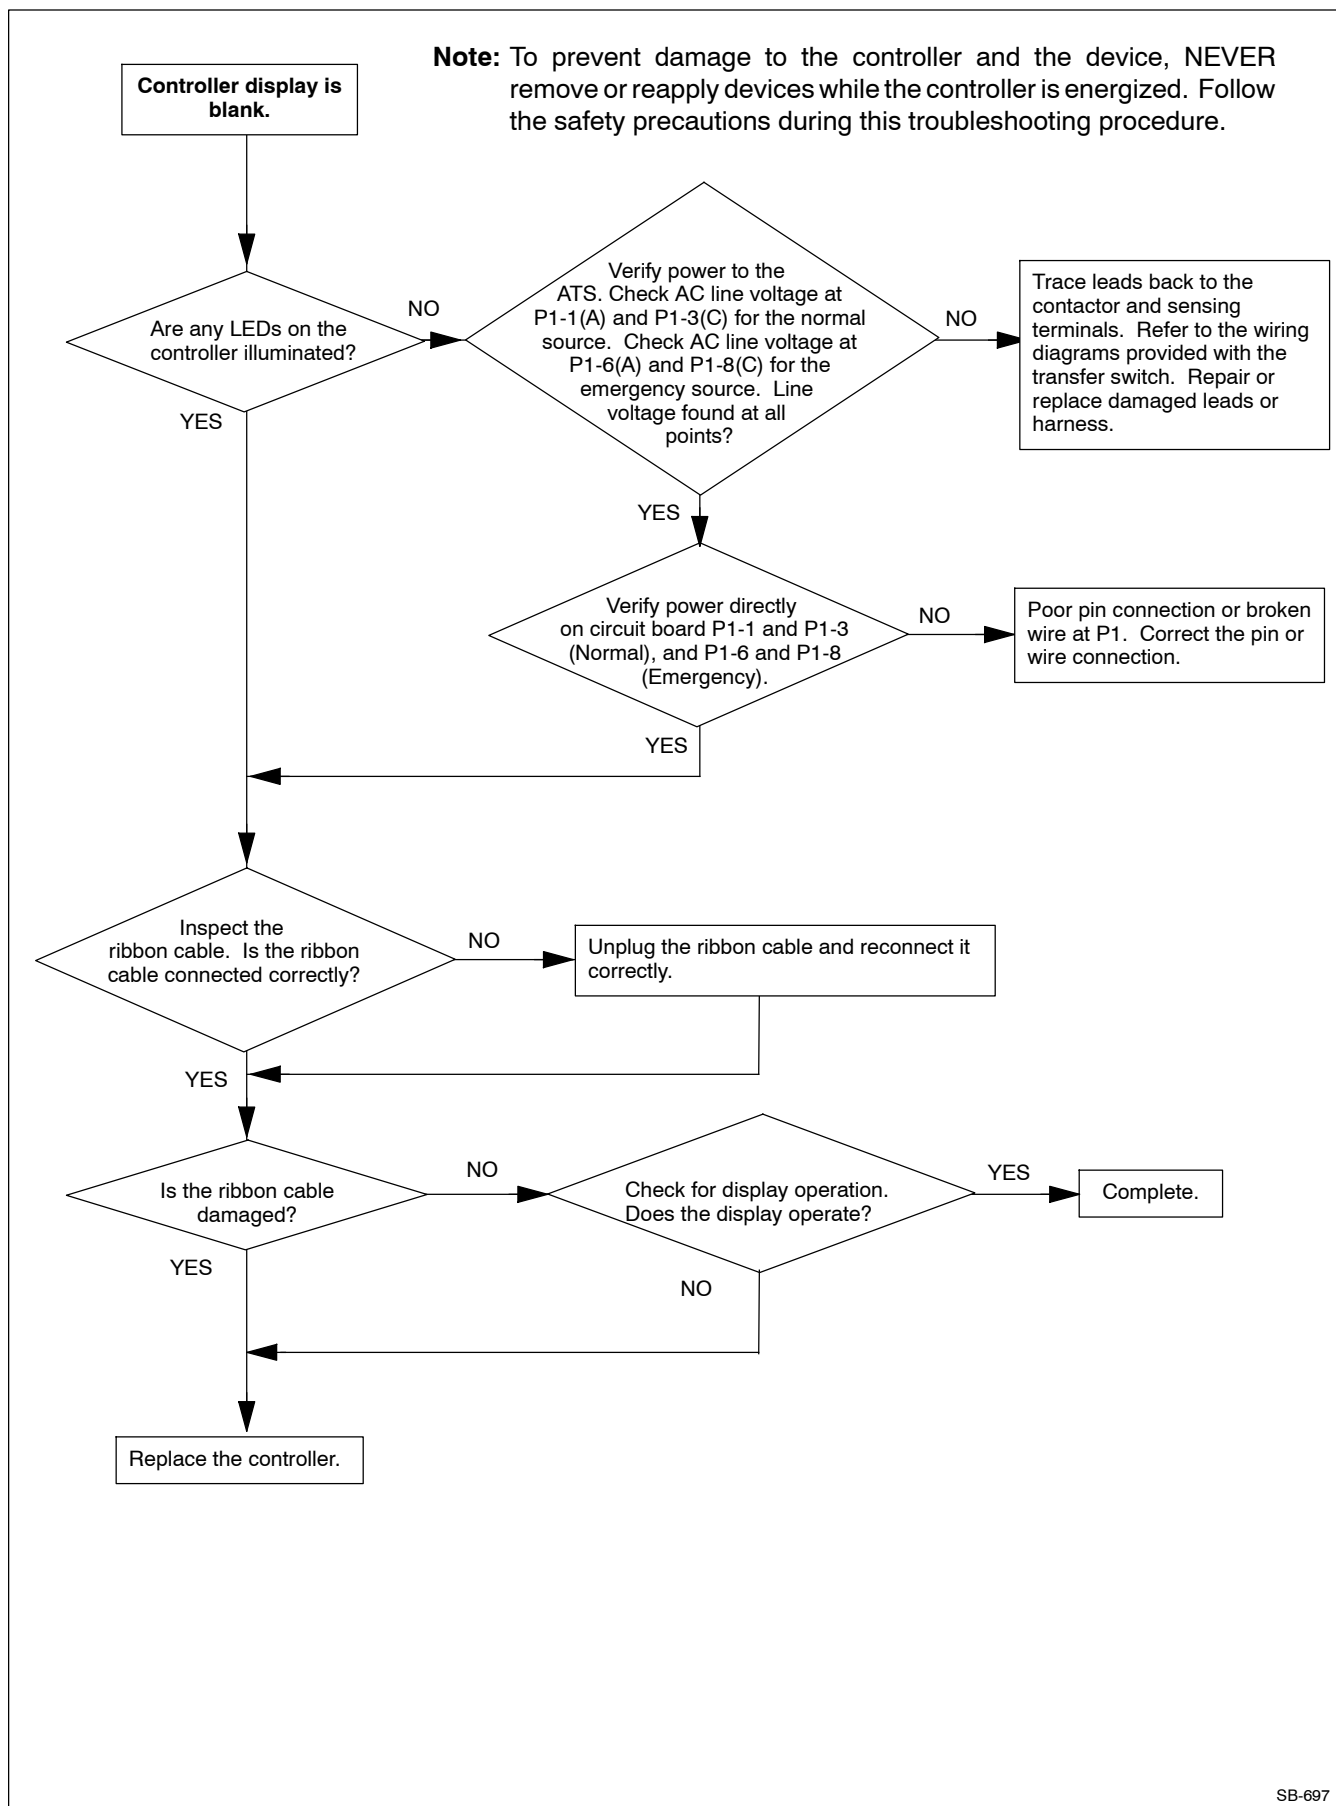 Note: To prevent damage to the controller and the device, NEVER
remove or reapply devices while the controller is energized. Follow
the safety precautions during this troubleshooting procedure.
Controller display is
blank.
Are any LEDs on the
controller illuminated?
NO
YES
Verify power to the
ATS. Check AC line voltage at
P1-1(A) and P1-3(C) for the normal
source. Check AC line voltage at
P1-6(A) and P1-8(C) for the
emergency source. Line
voltage found at all
points?
NO
Trace leads back to the
contactor and sensing
terminals. Refer to the wiring
diagrams provided with the
transfer switch. Repair or
replace damaged leads or
harness.
YES
Verify power directly
on circuit board P1-1 and P1-3
(Normal), and P1-6 and P1-8
(Emergency).
NO
Poor pin connection or broken
wire at P1. Correct the pin or
wire connection.
YES
Inspect the
ribbon cable. Is the ribbon
cable connected correctly?
NO
Unplug the ribbon cable and reconnect it
correctly.
YES
Is the ribbon cable
damaged?
NO
Check for display operation.
Does the display operate?
YES
Complete.
YES
NO
Replace the controller.
SB-697